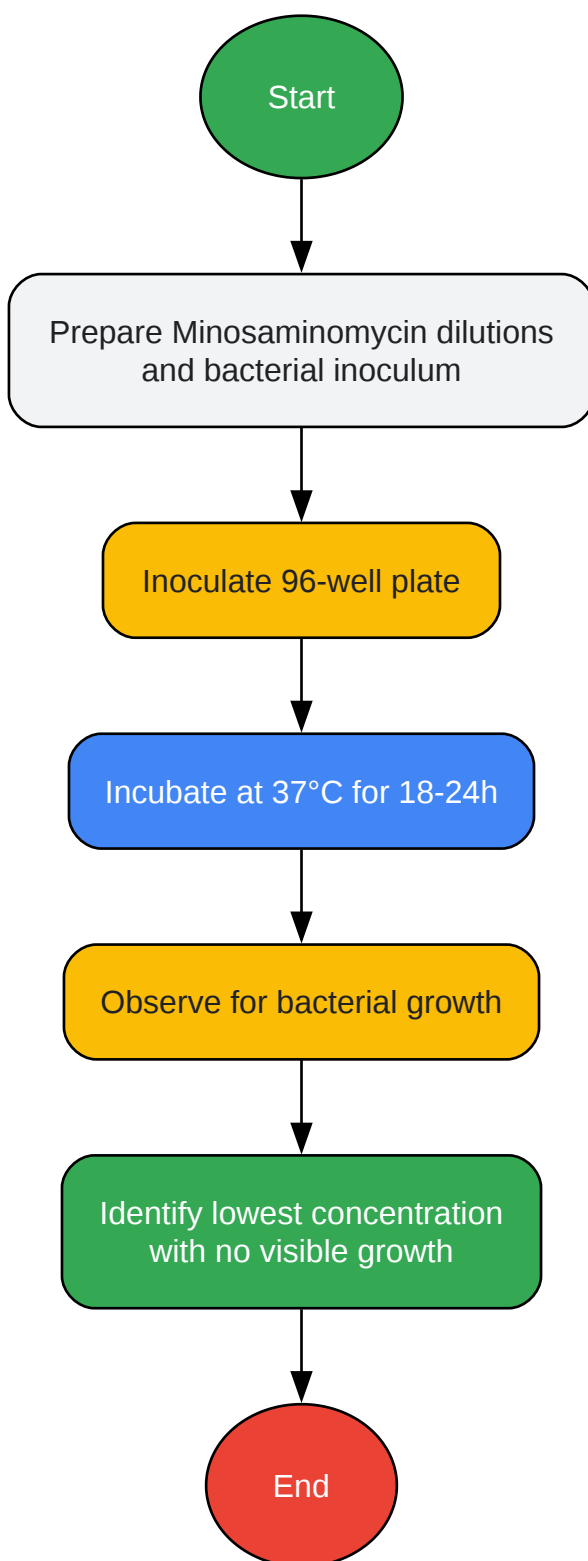 Start
Prepare Minosaminomycin dilutions
and bacterial inoculum
Inoculate 96-well plate
Incubate at 37°C for 18-24h
Observe for bacterial growth
Identify lowest concentration
with no visible growth
End